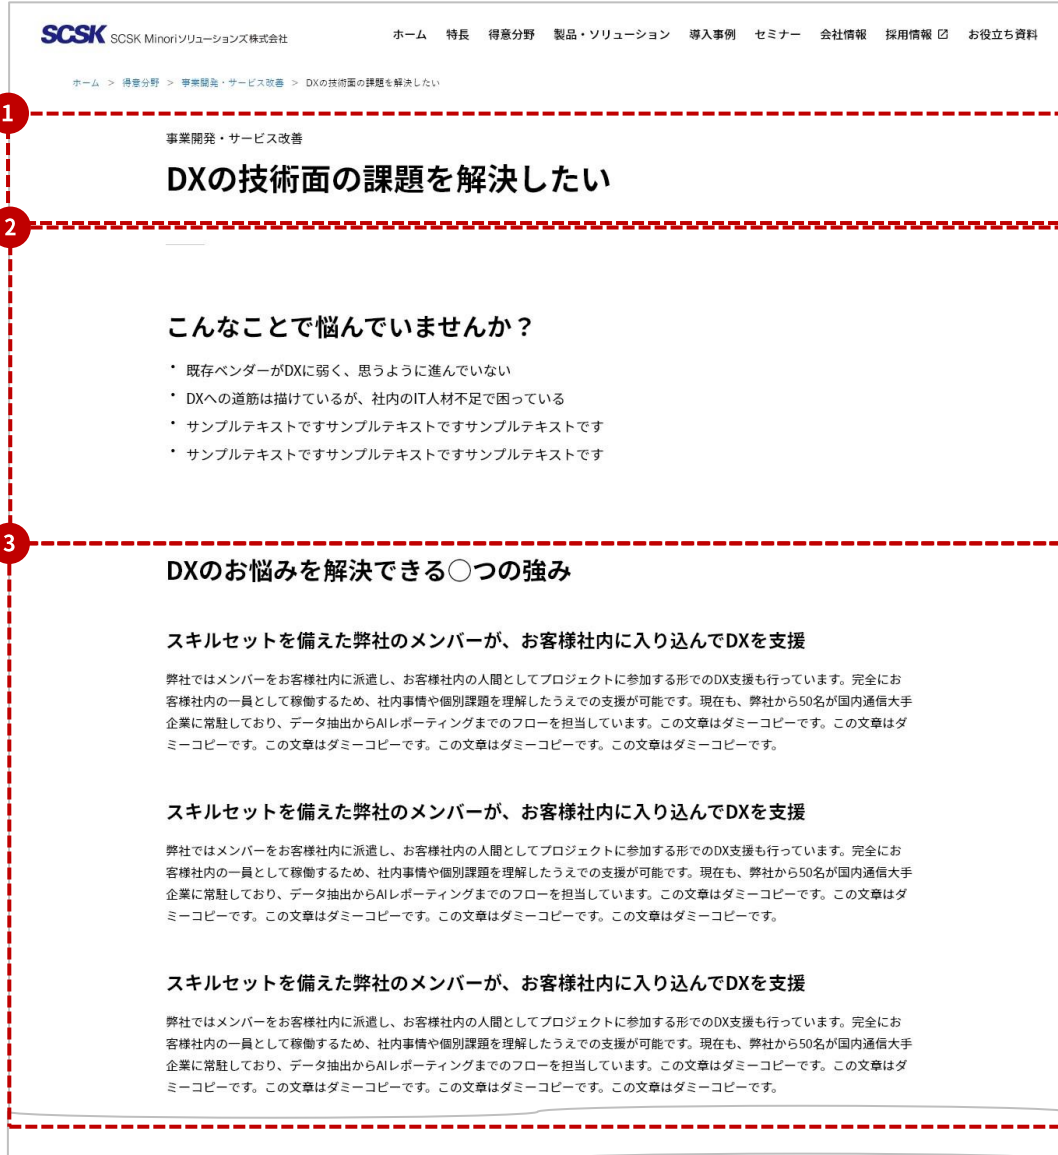 SCSK SCSK Minoriソリューションズ株式会社
ホーム 特長 得意分野 製品・ソリューション 導入事例 セミナー 会社情報 採用情報 お役立ち資料
ホーム > 得意分野 > 事業開発・サービス改善 > DXの技術面の課題を解決したい
1
事業開発・サービス改善
DXの技術面の課題を解決したい
2
こんなことで悩んでいませんか？
・ 既存ベンダーがDXに弱く、思うように進んでいない
・ DXへの道筋は描けているが、社内のIT人材不足で困っている
・ サンプルテキストですサンプルテキストですサンプルテキストです
・ サンプルテキストですサンプルテキストですサンプルテキストです
3
DXのお悩みを解決できる〇つの強み
スキルセットを備えた弊社のメンバーが、お客様社内に入り込んでDXを支援
弊社ではメンバーをお客様社内に派遣し、お客様社内の人間としてプロジェクトに参加する形でのDX支援も行っています。完全にお
客様社内の一員として稼働するため、社内事情や個別課題を理解したうえでの支援が可能です。現在も、弊社から50名が国内通信大手
企業に常駐しており、データ抽出からAIレポーティングまでのフローを担当しています。この文章はダミーコピーです。この文章はダ
ミーコピーです。この文章はダミーコピーです。この文章はダミーコピーです。この文章はダミーコピーです。
スキルセットを備えた弊社のメンバーが、お客様社内に入り込んでDXを支援
弊社ではメンバーをお客様社内に派遣し、お客様社内の人間としてプロジェクトに参加する形でのDX支援も行っています。完全にお
客様社内の一員として稼働するため、社内事情や個別課題を理解したうえでの支援が可能です。現在も、弊社から50名が国内通信大手
企業に常駐しており、データ抽出からAIレポーティングまでのフローを担当しています。この文章はダミーコピーです。この文章はダ
ミーコピーです。この文章はダミーコピーです。この文章はダミーコピーです。この文章はダミーコピーです。
スキルセットを備えた弊社のメンバーが、お客様社内に入り込んでDXを支援
弊社ではメンバーをお客様社内に派遣し、お客様社内の人間としてプロジェクトに参加する形でのDX支援も行っています。完全にお
客様社内の一員として稼働するため、社内事情や個別課題を理解したうえでの支援が可能です。現在も、弊社から50名が国内通信大手
企業に常駐しており、データ抽出からAIレポーティングまでのフローを担当しています。この文章はダミーコピーです。この文章はダ
ミーコピーです。この文章はダミーコピーです。この文章はダミーコピーです。この文章はダミーコピーです。